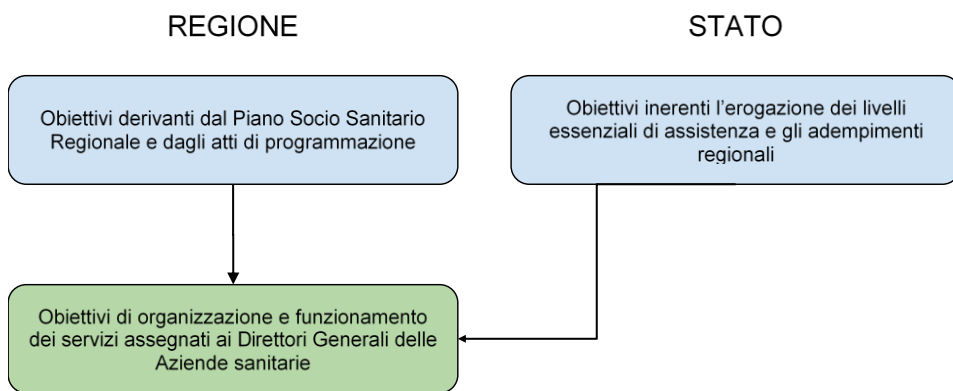 REGIONE
STATO
Obiettivi derivanti dal Piano Socio Sanitario
Regionale e dagli atti di programmazione
Obiettivi inerenti l'erogazione dei livelli
essenziali di assistenza e gli adempimenti
regionali
Obiettivi di organizzazione e funzionamento
dei servizi assegnati ai Direttori Generali delle
Aziende sanitarie